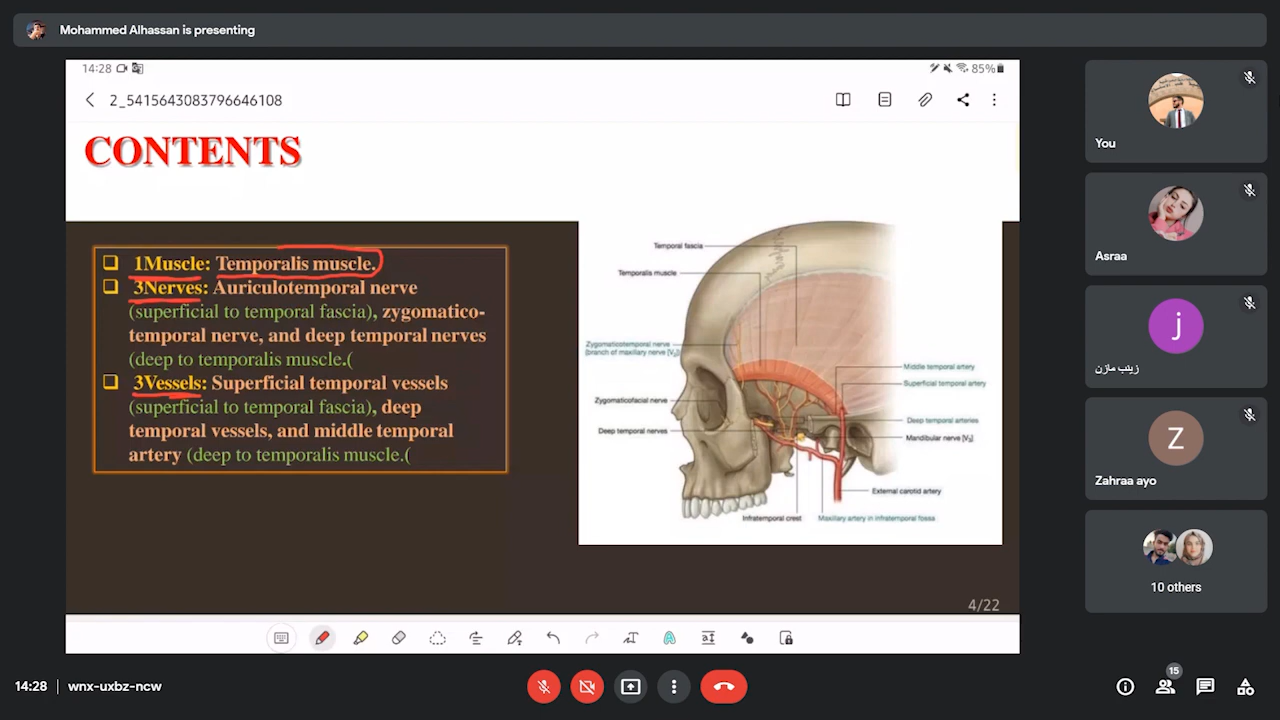 Mohammed Alhassan is presenting
14:28
85%
2_5415643083796646108
CONTENTS
1Muscle: Temporalis muscle.
3Nerves: Auriculotemporal nerve
(superficial to temporal fascia), zygomatico-
temporal nerve, and deep temporal nerves
(deep to temporalis muscle.(
3Vessels: Superficial temporal vessels
(superficial to temporal fascia), deep
temporal vessels, and middle temporal
artery (deep to temporalis muscle.(
Temporal fascia
Temporalis muscle
Zygomaticotemporal nerve
(branch of maxillary nerve [V2])
Zygomaticofacial nerve
Deep temporal nerves
Middle temporal artery
Superficial temporal artery
Deep temporal arteries
Mandibular nerve [V3]
External carotid artery
Infratemporal crest
Maxillary artery in infratemporal fossa
4/22
You
Asraa
j
زينب مازن
Z
Zahraa ayo
10 others
14:28 | wnx-uxbz-ncw
15